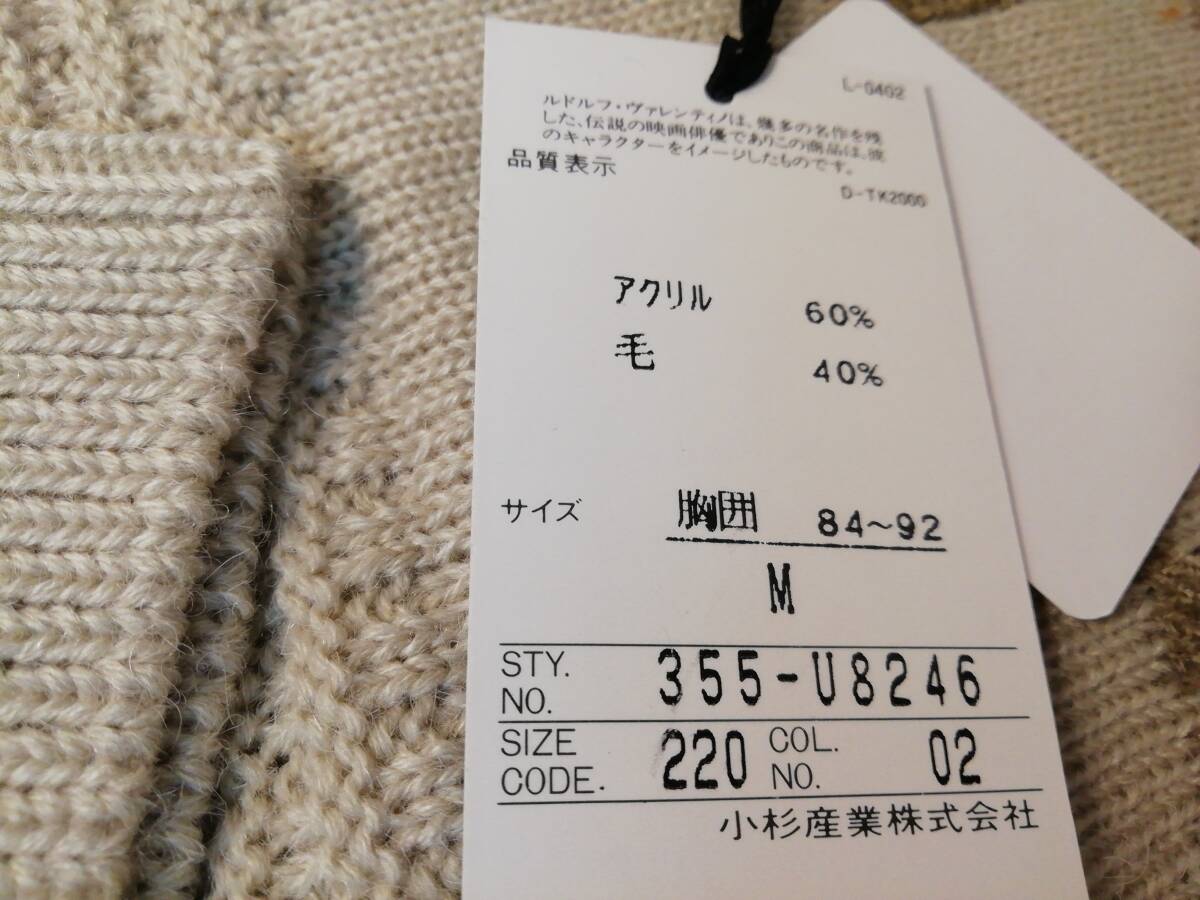 L-0402
ルドルフ・ヴァレンティノは、幾多の名作を残
した、伝説の映画俳優でありこの商品は、彼
のキャラクターをイメージしたものです。
品質表示
D-TK2000
アクリル 60%
毛 40%
サイズ 胸囲 84~92
M
STY. NO. 355-U8246
SIZE CODE. 220 COL. NO. 02
小杉産業株式会社